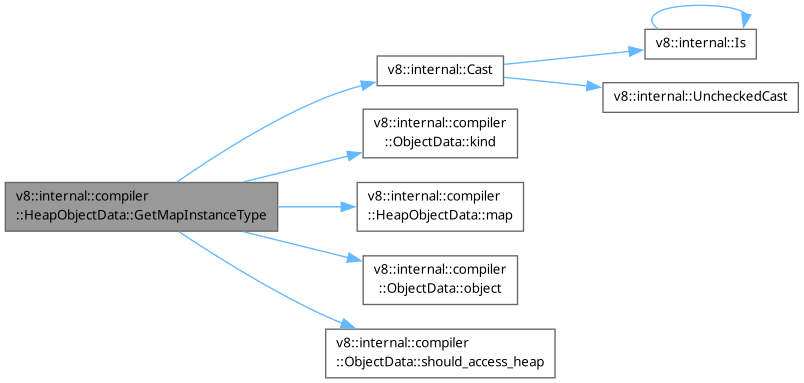 v8::internal::Is
v8::internal::Cast
v8::internal::UncheckedCast
v8::internal::compiler
::ObjectData::kind
v8::internal::compiler
::HeapObjectData::GetMapInstanceType
v8::internal::compiler
::HeapObjectData::map
v8::internal::compiler
::ObjectData::object
v8::internal::compiler
::ObjectData::should_access_heap